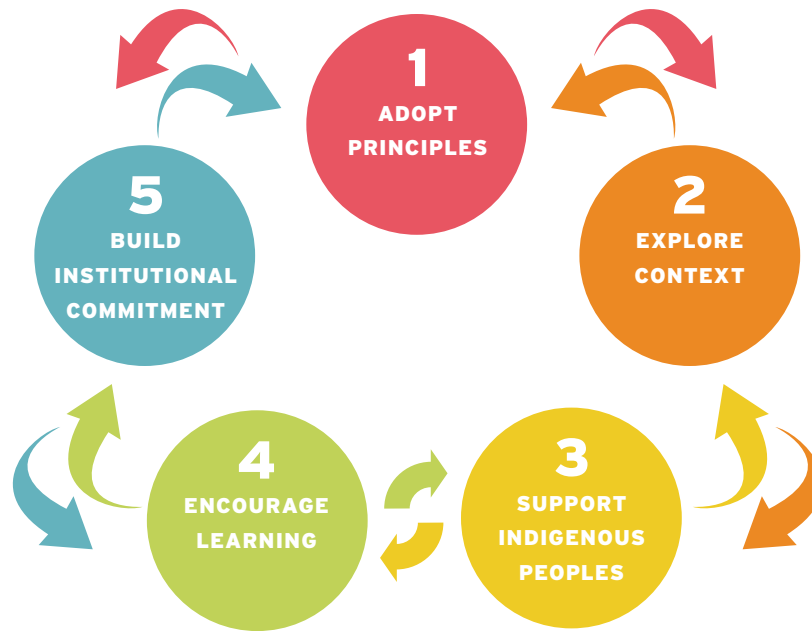 1
ADOPT
PRINCIPLES
2
EXPLORE
CONTEXT
3
SUPPORT
INDIGENOUS
PEOPLES
4
ENCOURAGE
LEARNING
5
BUILD
INSTITUTIONAL
COMMITMENT